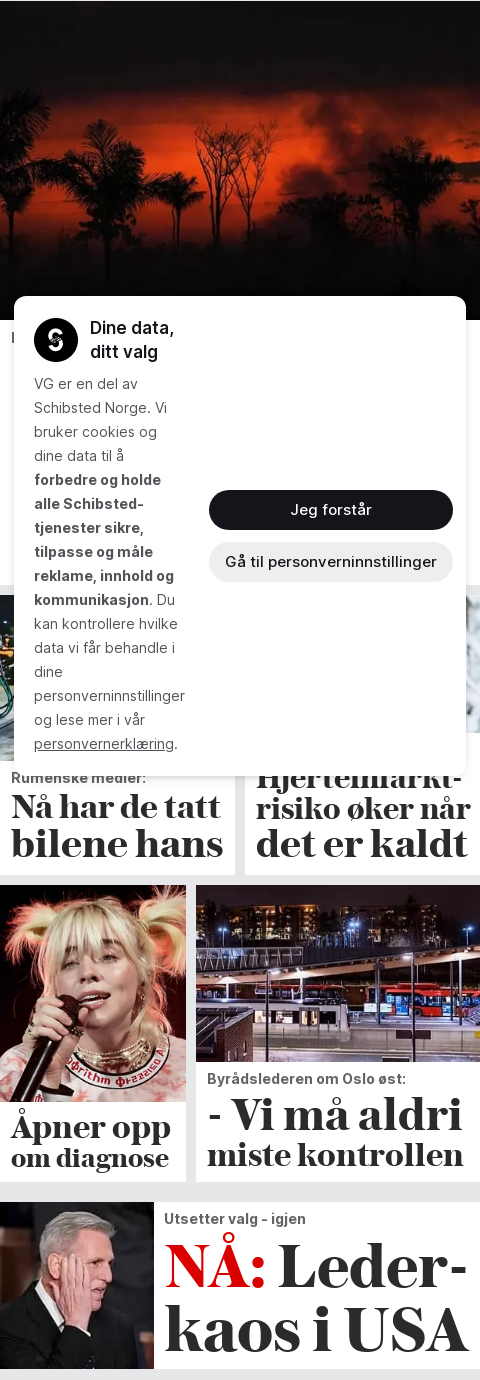 Dine data,
ditt valg
VG er en del av
Schibsted Norge. Vi
bruker cookies og
dine data til å
forbedre og holde
alle Schibsted-
tjenester sikre,
tilpasse og måle
reklame, innhold og
kommunikasjon. Du
kan kontrollere hvilke
data vi får behandle i
dine
personverninnstillinger
og lese mer i vår
personvernerklæring.
Jeg forstår
Gå til personverninnstillinger
Rumenske medier:
Nå har de tatt
bilene hans
Hjerteinfarkt-
risiko øker når
det er kaldt
Åpner opp
om diagnose
Byrådslederen om Oslo øst:
- Vi må aldri
miste kontrollen
Utsetter valg - igjen
NÅ: Leder-
kaos i USA